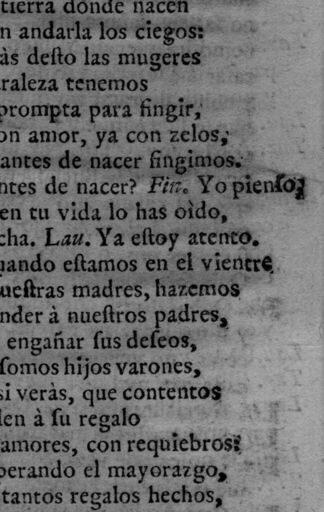 tierra donde nacen
n andarla los ciegos:
às deſto las mugeres
raleza tenemos
prompta para fingir,
on amor, ya con zelos,
antes de nacer fingimos.
ntes de nacer? Fin. Yo pienſo,
en tu vida lo has oìdo,
cha. Lau. Ya eſtoy atento.
uando eſtamos en el vientre
ueſtras madres, hazemos
nder à nueſtros padres,
engañar ſus deſeos,
ſomos hijos varones,
si veràs, que contentos
den à ſu regalo
amores, con requiebros:
perando el mayorazgo,
tantos regalos hechos,